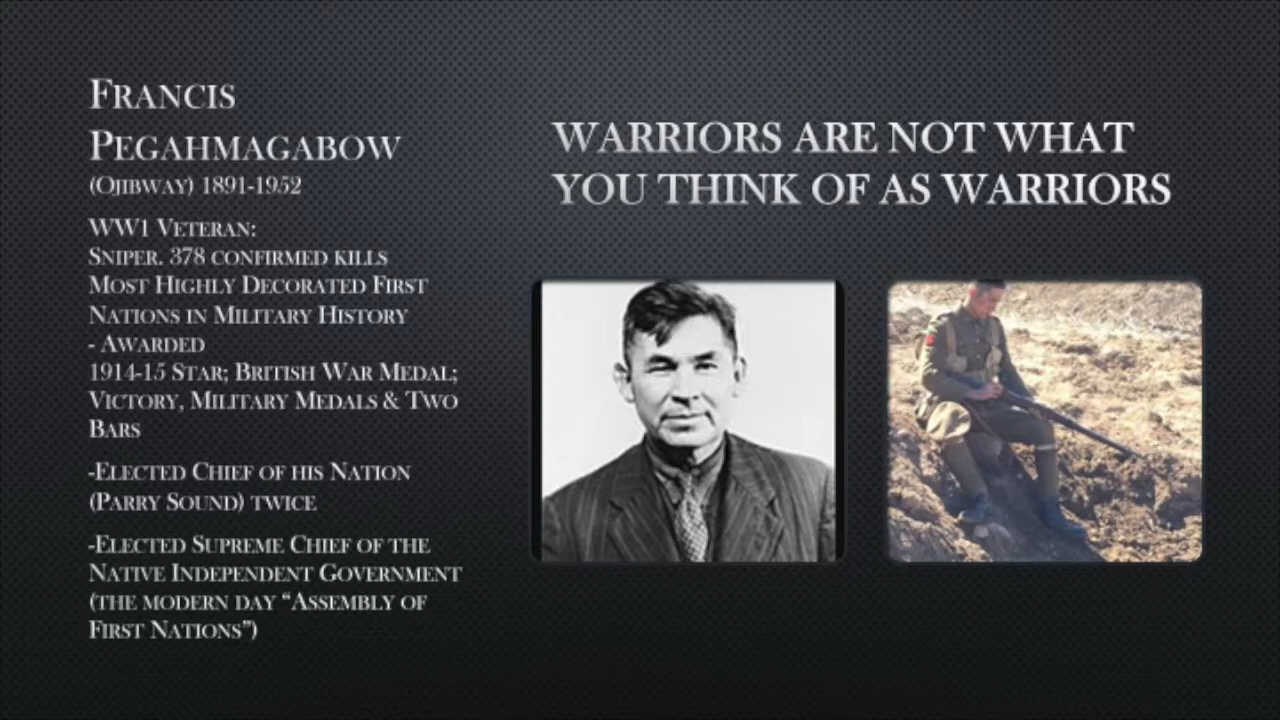 Francis
Pegahmagabow
(Ojibway) 1891-1952
WW1 Veteran:
Sniper. 378 confirmed kills
Most Highly Decorated First
Nations in Military History
- Awarded
1914-15 Star; British War Medal;
Victory, Military Medals & Two
Bars
-Elected Chief of his Nation
(Parry Sound) twice
-Elected Supreme Chief of the
Native Independent Government
(the modern day “Assembly of
First Nations”)
WARRIORS ARE NOT WHAT
YOU THINK OF AS WARRIORS